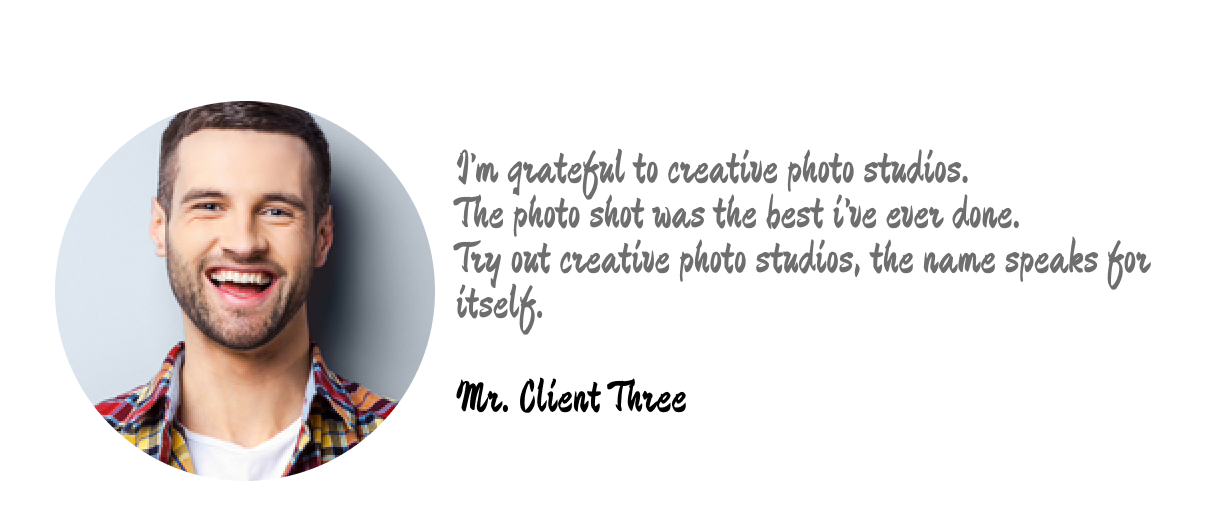 I'm grateful to creative photo studios.
The photo shot was the best i've ever done.
Try out creative photo studios, the name speaks for
itself.
Mr. Client Three